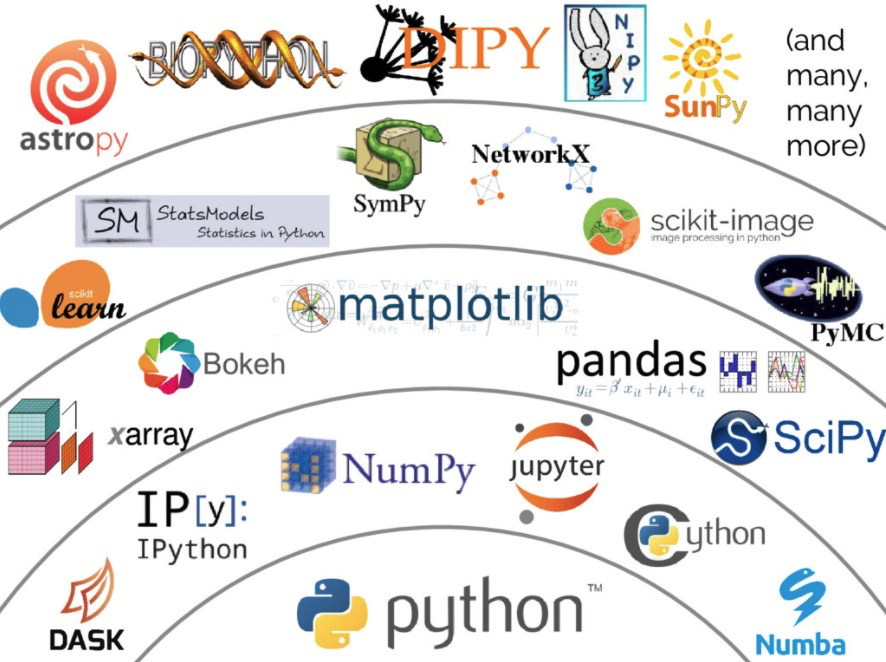 BIOPYTHON
DIPY
NIPY
(and
many,
many
more)
astropy
SunPy
NetworkX
SymPy
SM StatsModels
Statistics in Python
scikit-image
image processing in python
scikit
learn
matplotlib
PyMC
Bokeh
pandas
xarray
NumPy
jupyter
SciPy
IP[y]:
IPython
Cython
python™
DASK
Numba